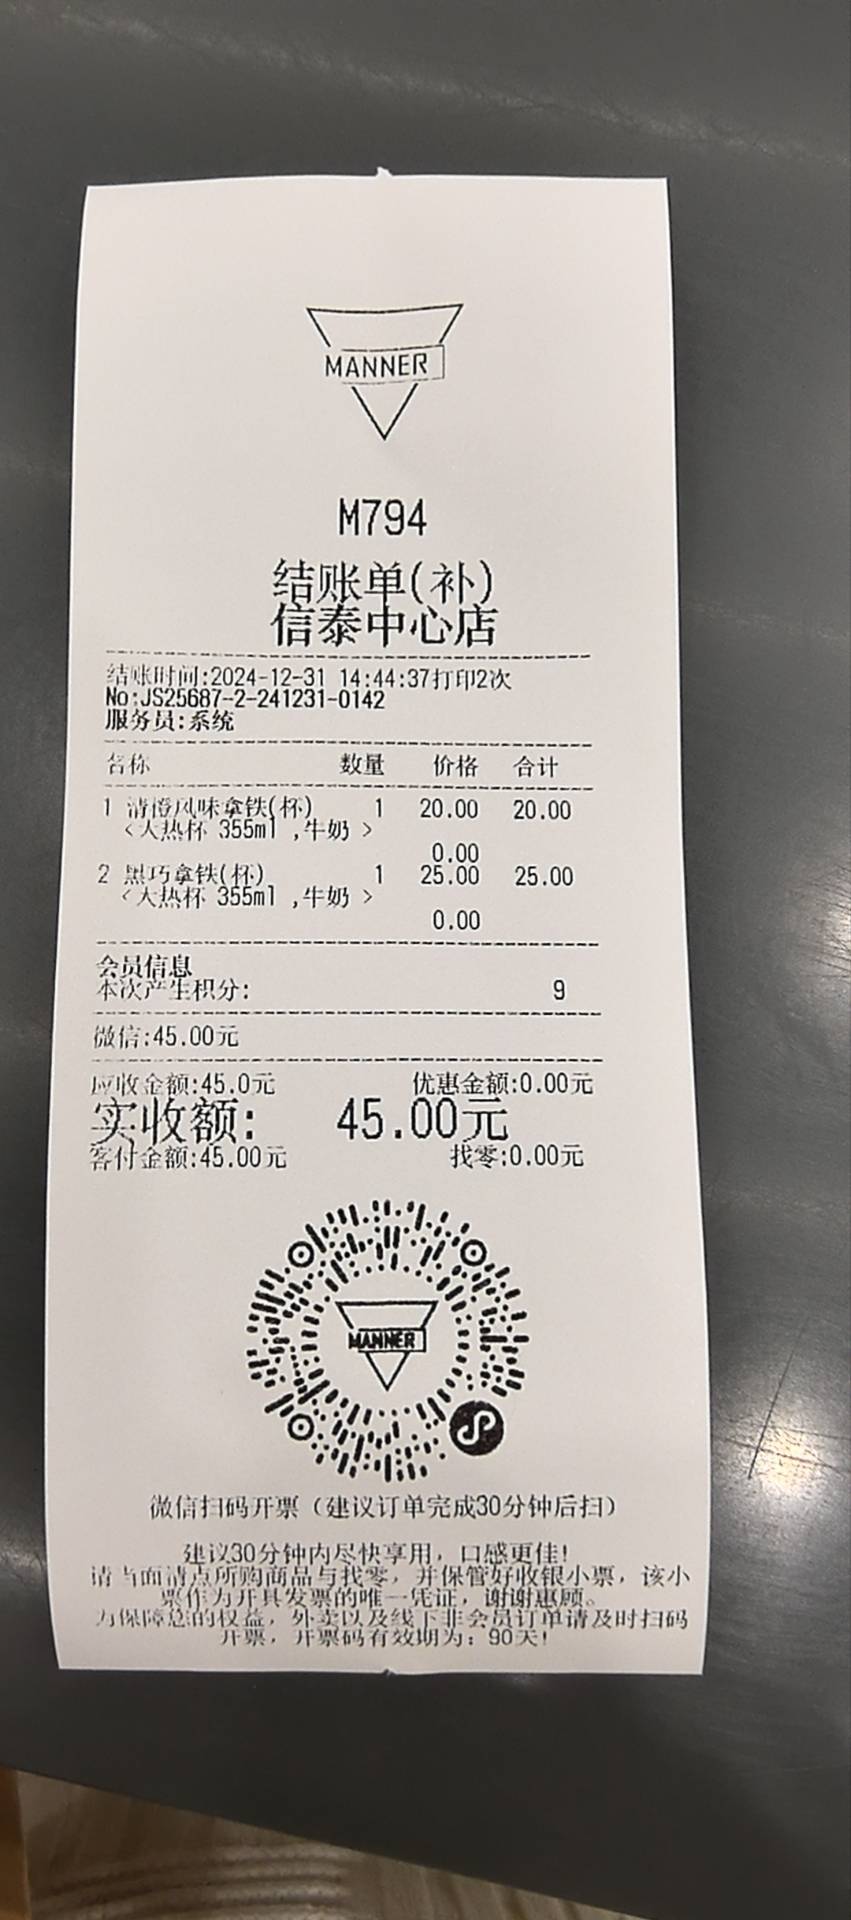 MANNER
M794
结账单(补)
信泰中心店
结账时间:2024-12-31 14:44:37打印2次
No:JS25687-2-241231-0142
服务员:系统
名称 数量 价格 合计
1 清橙风味拿铁(杯) 1 20.00 20.00
<大热杯 355ml ,牛奶 >
0.00
2 黑巧拿铁(杯) 1 25.00 25.00
<大热杯 355ml ,牛奶 >
0.00
会员信息
本次产生积分: 9
微信:45.00元
应收金额:45.0元 优惠金额:0.00元
实收额: 45.00元
客付金额:45.00元 找零:0.00元
MANNER
微信扫码开票（建议订单完成30分钟后扫）
建议30分钟内尽快享用，口感更佳!
请当面清点所购商品与找零，并保管好收银小票，该小
票作为开具发票的唯一凭证，谢谢惠顾。
为保障您的权益，外卖以及线下非会员订单请及时扫码
开票，开票码有效期为：90天!